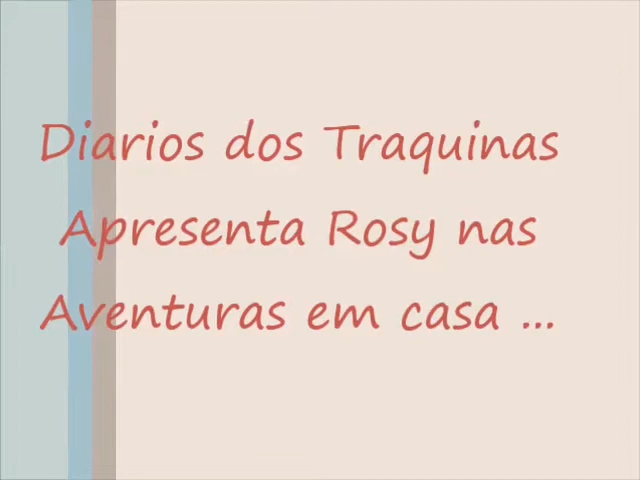 Diarios dos Traquinas
Apresenta Rosy nas
Aventuras em casa ...